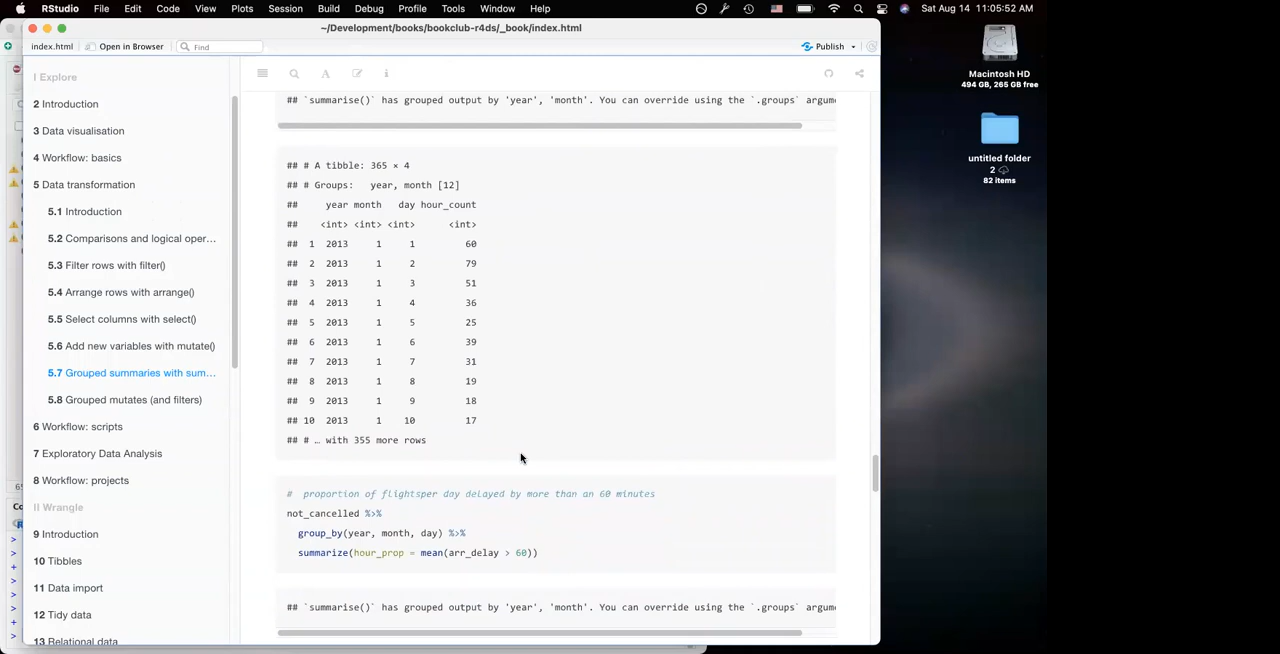 RStudio File Edit Code View Plots Session Build Debug Profile Tools Window Help Sat Aug 14 11:05:52 AM
~/Development/books/bookclub-r4ds/_book/index.html
index.html Open in Browser Find Publish
I Explore
2 Introduction
3 Data visualisation
4 Workflow: basics
5 Data transformation
5.1 Introduction
5.2 Comparisons and logical oper...
5.3 Filter rows with filter()
5.4 Arrange rows with arrange()
5.5 Select columns with select()
5.6 Add new variables with mutate()
5.7 Grouped summaries with sum...
5.8 Grouped mutates (and filters)
6 Workflow: scripts
7 Exploratory Data Analysis
8 Workflow: projects
II Wrangle
9 Introduction
10 Tibbles
11 Data import
12 Tidy data
13 Relational data
## `summarise()` has grouped output by 'year', 'month'. You can override using the `.groups` argume
## # A tibble: 365 × 4
## # Groups:   year, month [12]
##     year month   day hour_count
##    <int> <int> <int>      <int>
##  1  2013     1     1         60
##  2  2013     1     2         79
##  3  2013     1     3         51
##  4  2013     1     4         36
##  5  2013     1     5         25
##  6  2013     1     6         39
##  7  2013     1     7         31
##  8  2013     1     8         19
##  9  2013     1     9         18
## 10  2013     1    10         17
## # … with 355 more rows
#  proportion of flightsper day delayed by more than an 60 minutes
not_cancelled %>%
group_by(year, month, day) %>%
summarize(hour_prop = mean(arr_delay > 60))
## `summarise()` has grouped output by 'year', 'month'. You can override using the `.groups` argume
Macintosh HD
494 GB, 265 GB free
untitled folder
2
82 items